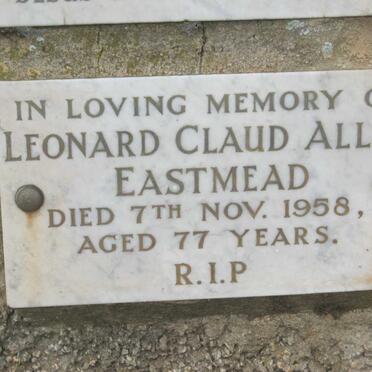 IN LOVING MEMORY
LEONARD CLAUD
EASTMEAD
DIED 7TH NOV. 1958,
AGED 77 YEARS.
R.I.P